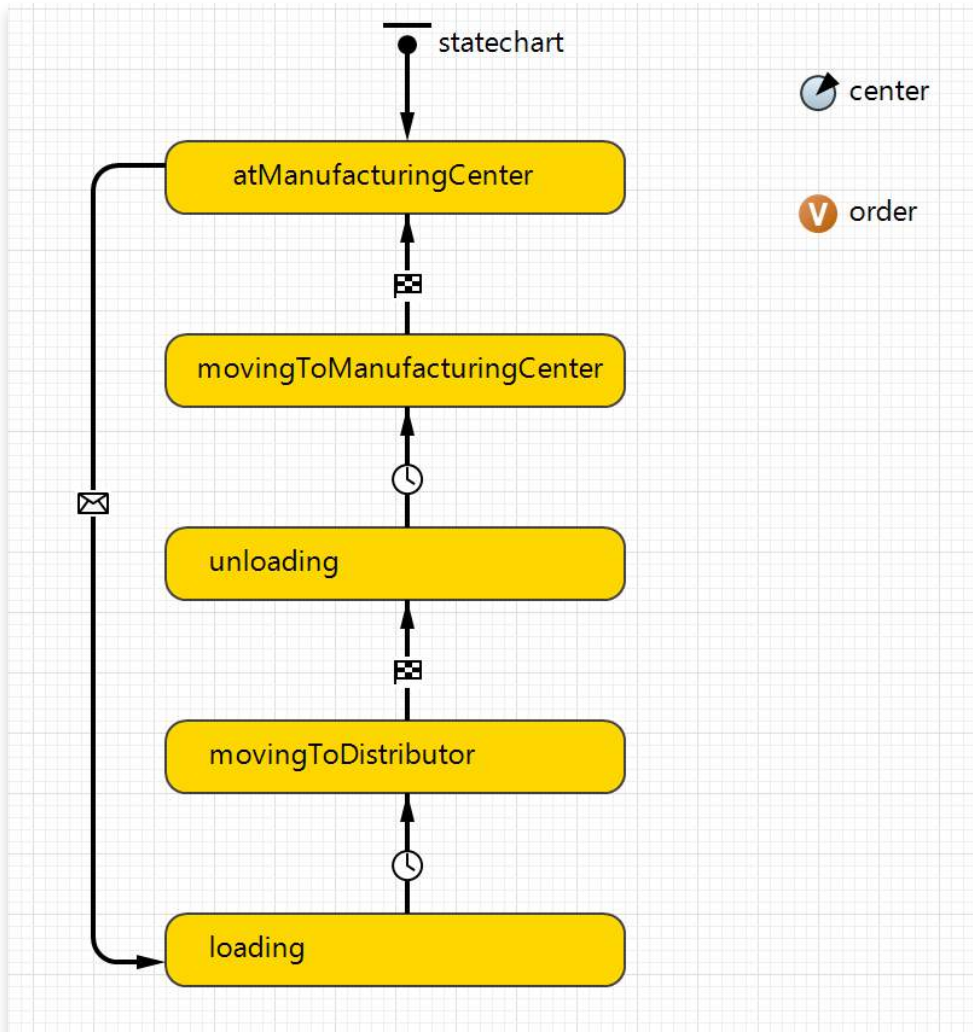 statechart
center
atManufacturingCenter
order
movingToManufacturingCenter
unloading
movingToDistributor
loading